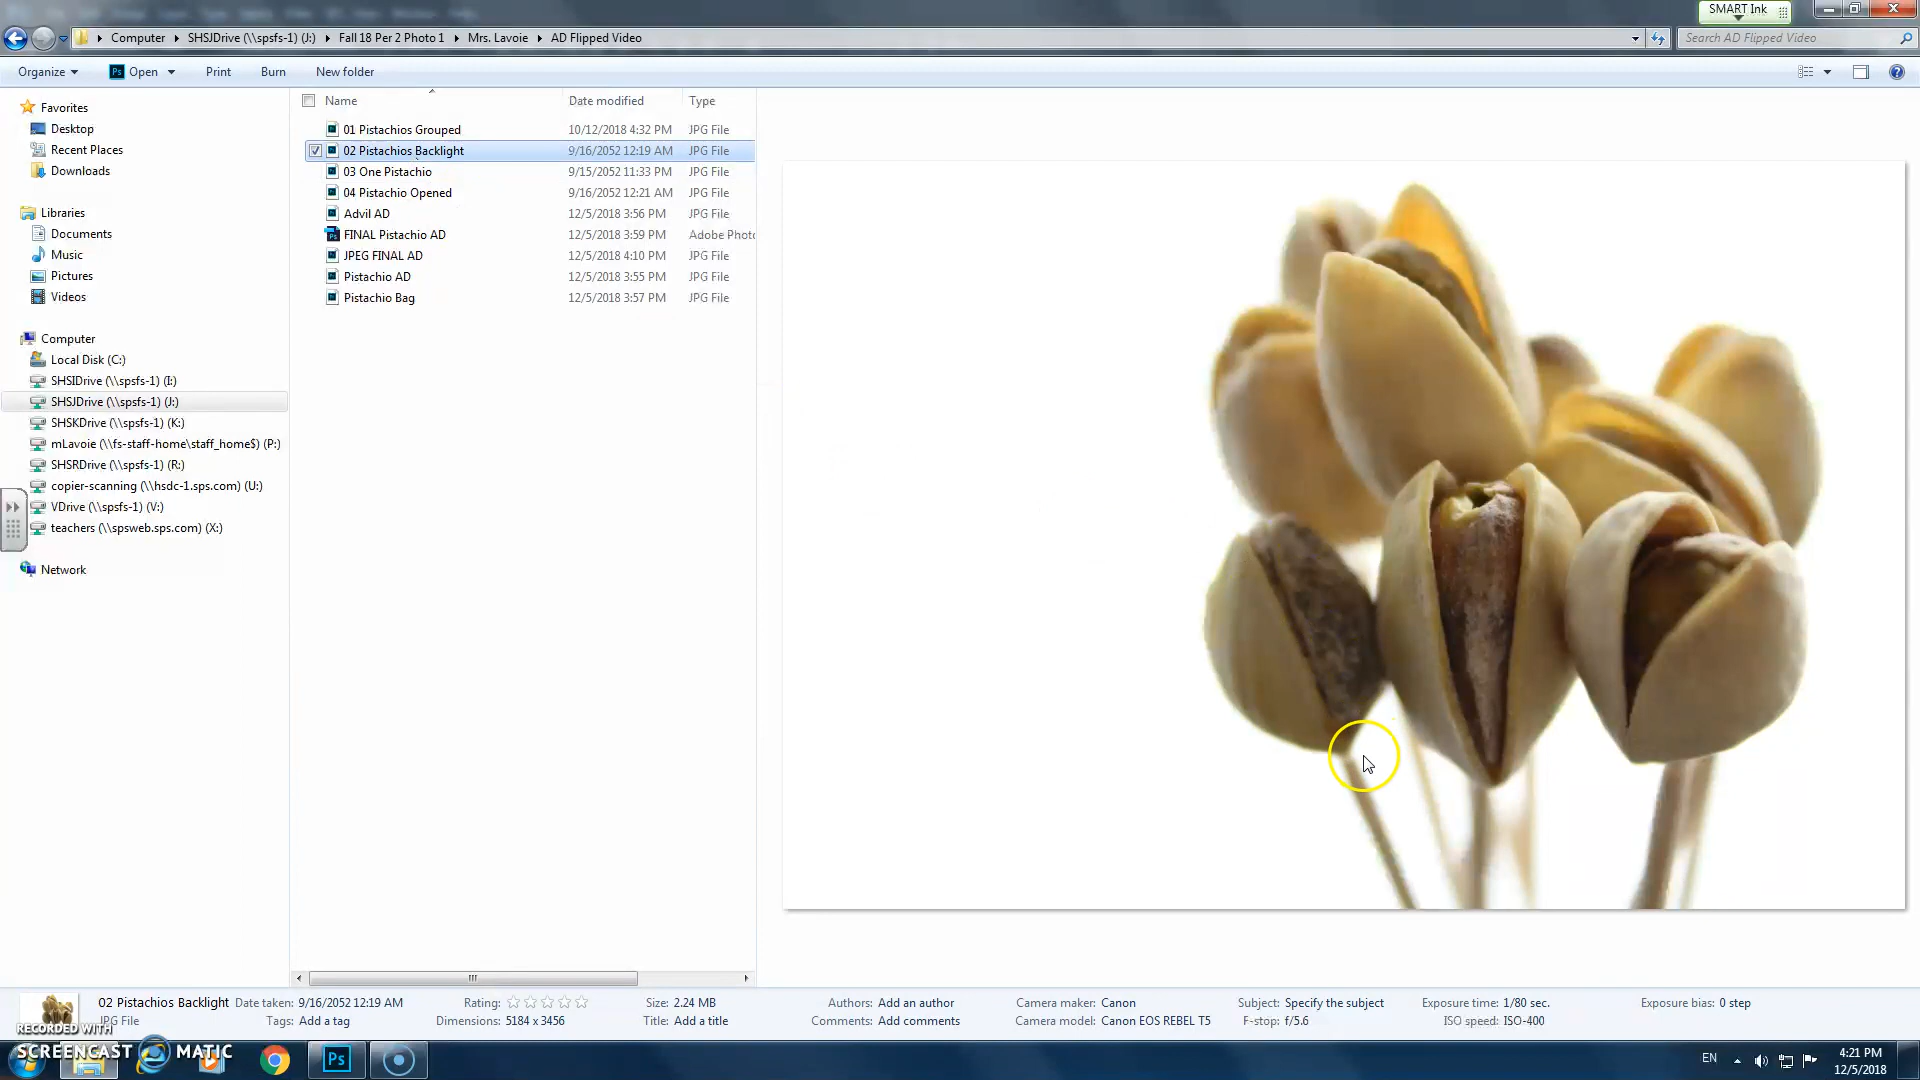 SMART Ink
Computer SHSJDrive (\\spsfs-1) (J:) Fall 18 Per 2 Photo 1 Mrs. Lavoie AD Flipped Video
Search AD Flipped Video
Organize Ps Open Print Burn New folder
Name Date modified Type
Favorites
Desktop
Recent Places
Downloads
Libraries
Documents
Music
Pictures
Videos
Computer
Local Disk (C:)
SHSIDrive (\\spsfs-1) (I:)
SHSJDrive (\\spsfs-1) (J:)
SHSKDrive (\\spsfs-1) (K:)
mLavoie (\\fs-staff-home\staff_home$) (P:)
SHSRDrive (\\spsfs-1) (R:)
copier-scanning (\\hsdc-1.sps.com) (U:)
VDrive (\\spsfs-1) (V:)
teachers (\\spsweb.sps.com) (X:)
Network
01 Pistachios Grouped 10/12/2018 4:32 PM JPG File
02 Pistachios Backlight 9/16/2052 12:19 AM JPG File
03 One Pistachio 9/15/2052 11:33 PM JPG File
04 Pistachio Opened 9/16/2052 12:21 AM JPG File
Advil AD 12/5/2018 3:56 PM JPG File
FINAL Pistachio AD 12/5/2018 3:59 PM Adobe Photo
JPEG FINAL AD 12/5/2018 4:10 PM JPG File
Pistachio AD 12/5/2018 3:55 PM JPG File
Pistachio Bag 12/5/2018 3:57 PM JPG File
02 Pistachios Backlight Date taken: 9/16/2052 12:19 AM Rating: Size: 2.24 MB Authors: Add an author Camera maker: Canon Subject: Specify the subject Exposure time: 1/80 sec. Exposure bias: 0 step
JPG File Tags: Add a tag Dimensions: 5184 x 3456 Title: Add a title Comments: Add comments Camera model: Canon EOS REBEL T5 F-stop: f/5.6 ISO speed: ISO-400
RECORDED WITH
SCREENCAST MATIC
Ps
EN
4:21 PM
12/5/2018